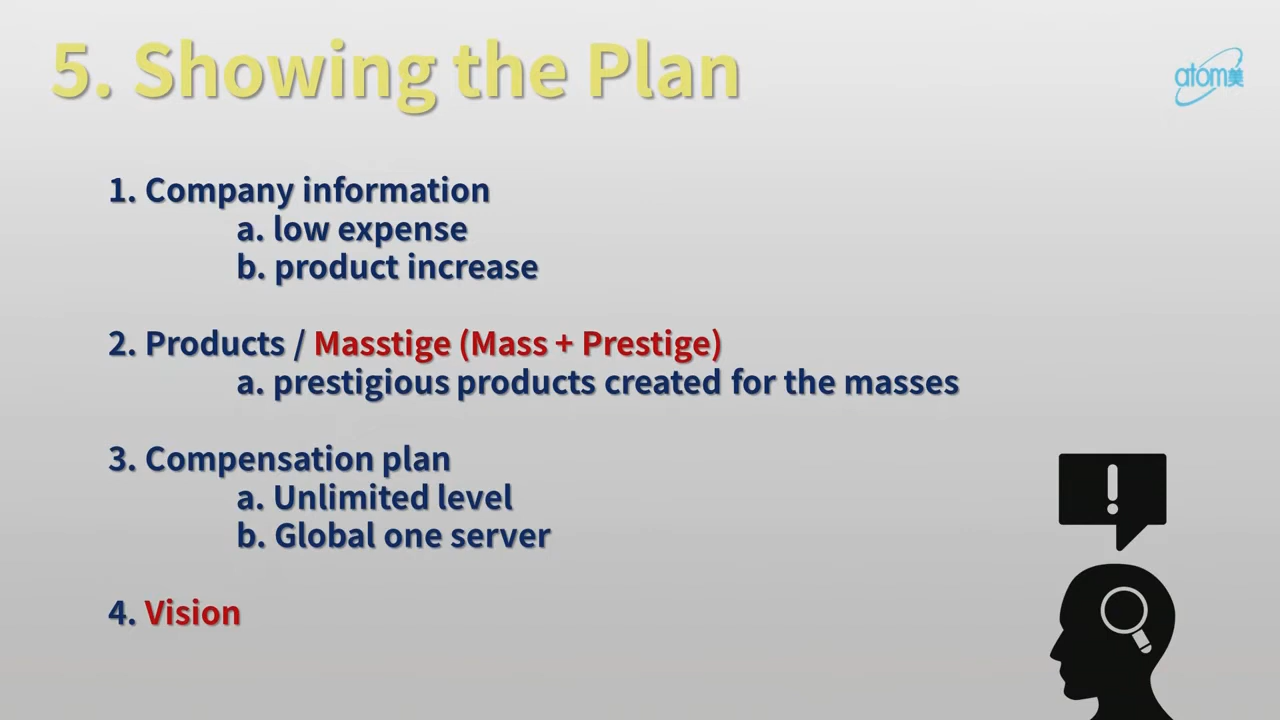 5. Showing the Plan
atom美
1. Company information
a. low expense
b. product increase
2. Products / Masstige (Mass + Prestige)
a. prestigious products created for the masses
3. Compensation plan
a. Unlimited level
b. Global one server
4. Vision